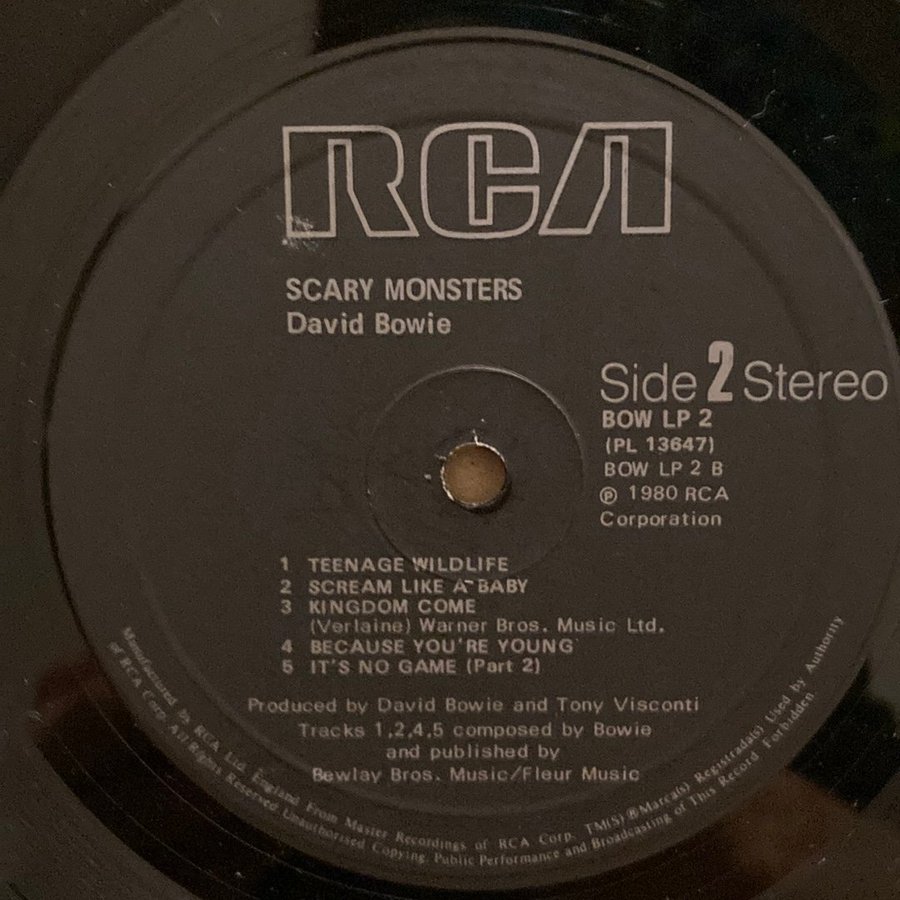 RCA
SCARY MONSTERS
David Bowie
Side 2 Stereo
BOW LP 2
(PL 13647)
BOW LP 2 B
℗ 1980 RCA
Corporation
1 TEENAGE WILDLIFE
2 SCREAM LIKE A BABY
3 KINGDOM COME
(Verlaine) Warner Bros. Music Ltd.
4 BECAUSE YOU'RE YOUNG
5 IT'S NO GAME (Part 2)
Produced by David Bowie and Tony Visconti
Tracks 1,2,4,5 composed by Bowie
and published by
Bewlay Bros. Music/Fleur Music
Manufactured by RCA Ltd. England From Master Recordings of RCA Corp. TM(S) ® Marca(s) Registrada(s) Used by Authority
of RCA Corp. All Rights Reserved Unauthorised Copying, Public Performance and Broadcasting of This Record Forbidden